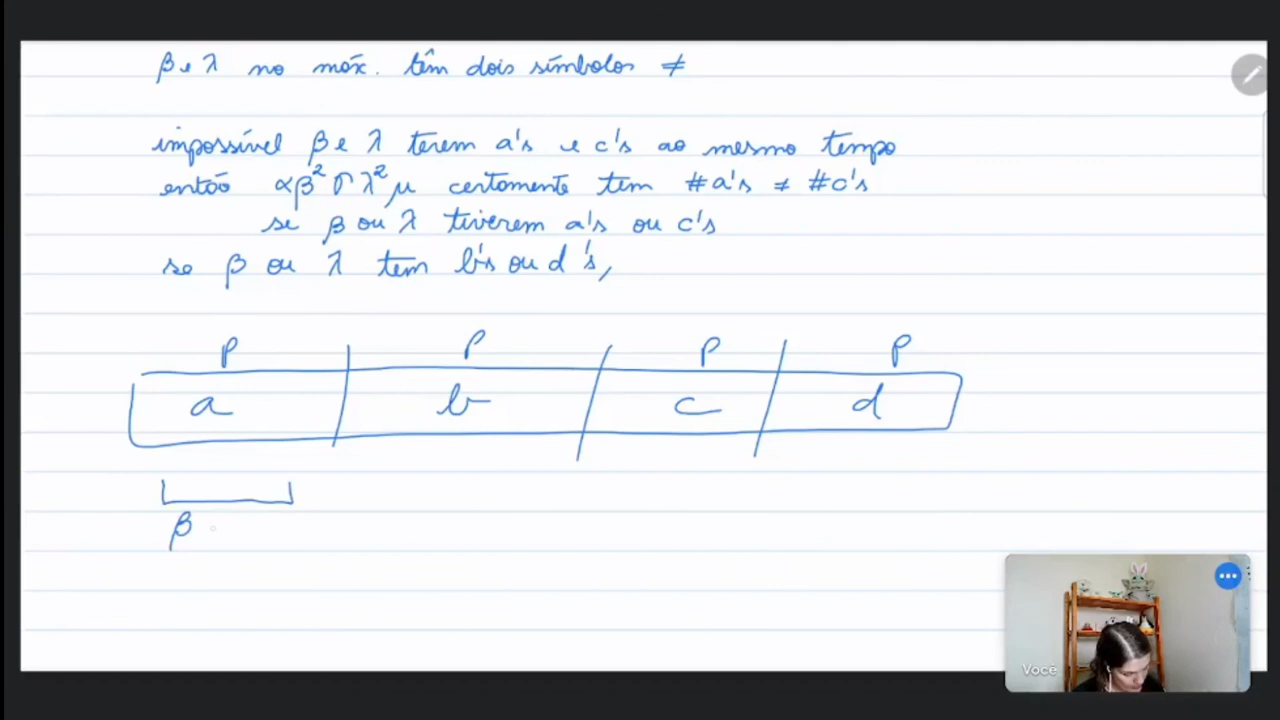 β e λ no máx. têm dois símbolos ≠
impossível β e λ terem a's e c's ao mesmo tempo
então αβ²Γλ²μ certamente tem #a's ≠ #c's
se β ou λ tiverem a's ou c's
se β ou λ tem b's ou d's,
p p p p
a b c d
β
Você